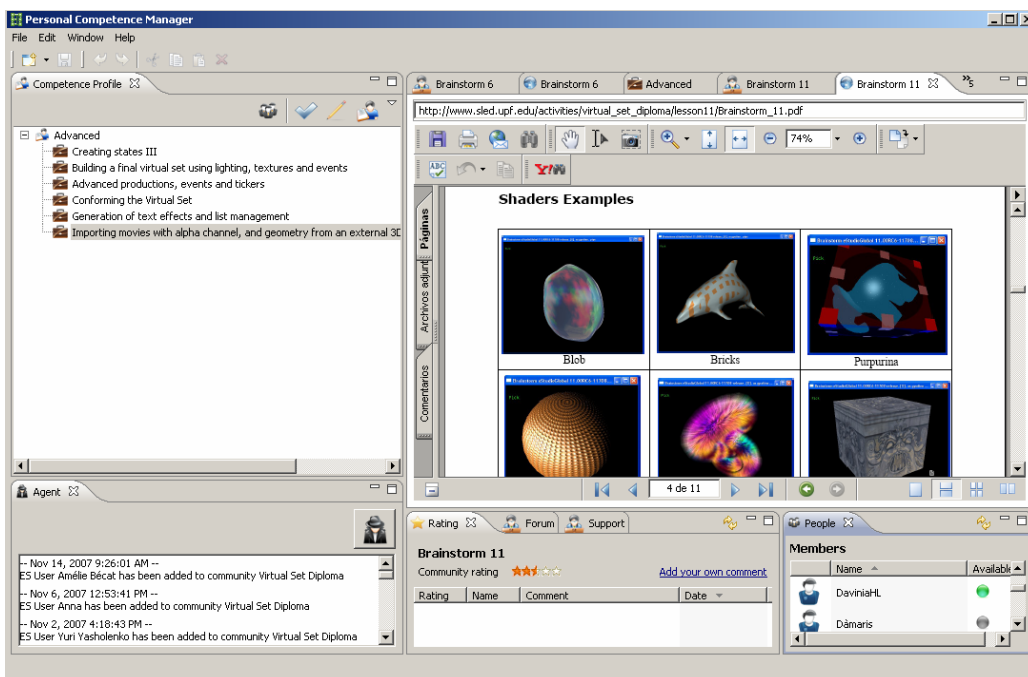 Personal Competence Manager
File Edit Window Help
Competence Profile
Advanced
Creating states III
Building a final virtual set using lighting, textures and events
Advanced productions, events and tickers
Conforming the Virtual Set
Generation of text effects and list management
Importing movies with alpha channel, and geometry from an external 3D
Agent
-- Nov 14, 2007 9:26:01 AM --
ES User Amélie Bécat has been added to community Virtual Set Diploma
-- Nov 6, 2007 12:53:41 PM --
ES User Anna has been added to community Virtual Set Diploma
-- Nov 2, 2007 4:18:43 PM --
ES User Yuri Yasholenko has been added to community Virtual Set Diploma
Brainstorm 6 Brainstorm 6 Advanced Brainstorm 11 Brainstorm 11 5
http://www.sled.upf.edu/activities/virtual_set_diploma/lesson11/Brainstorm_11.pdf
74%
ABC Y!
Páginas
Archivos adjunt
Comentarios
Shaders Examples
Pick
Blob Bricks Purpurina
Pick
4 de 11
Rating Forum Support
Brainstorm 11
Community rating Add your own comment
Rating Name Comment Date
People
Members
Name Available
DaviniaHL
Dàmaris